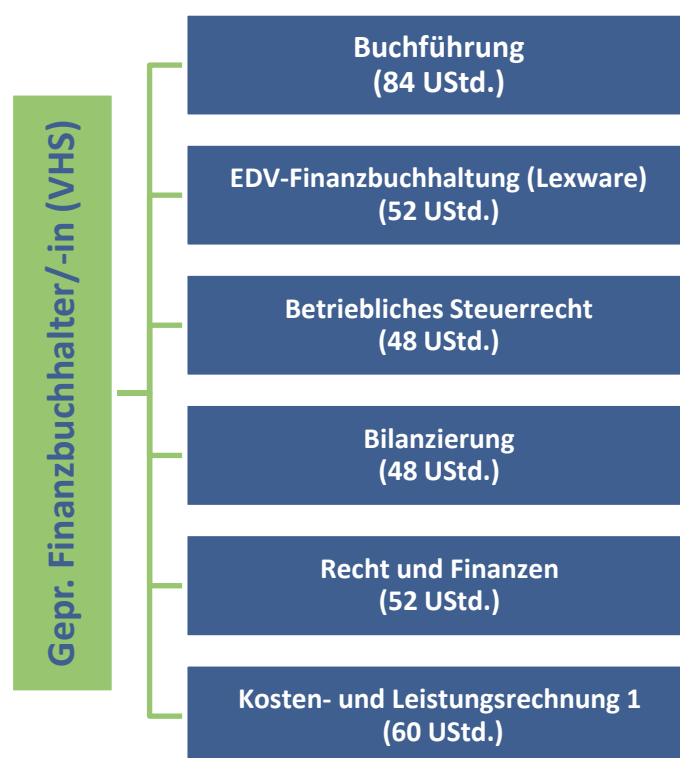 Gepr. Finanzbuchhalter/-in (VHS)
Buchführung
(84 UStd.)
EDV-Finanzbuchhaltung (Lexware)
(52 UStd.)
Betriebliches Steuerrecht
(48 UStd.)
Bilanzierung
(48 UStd.)
Recht und Finanzen
(52 UStd.)
Kosten- und Leistungsrechnung 1
(60 UStd.)